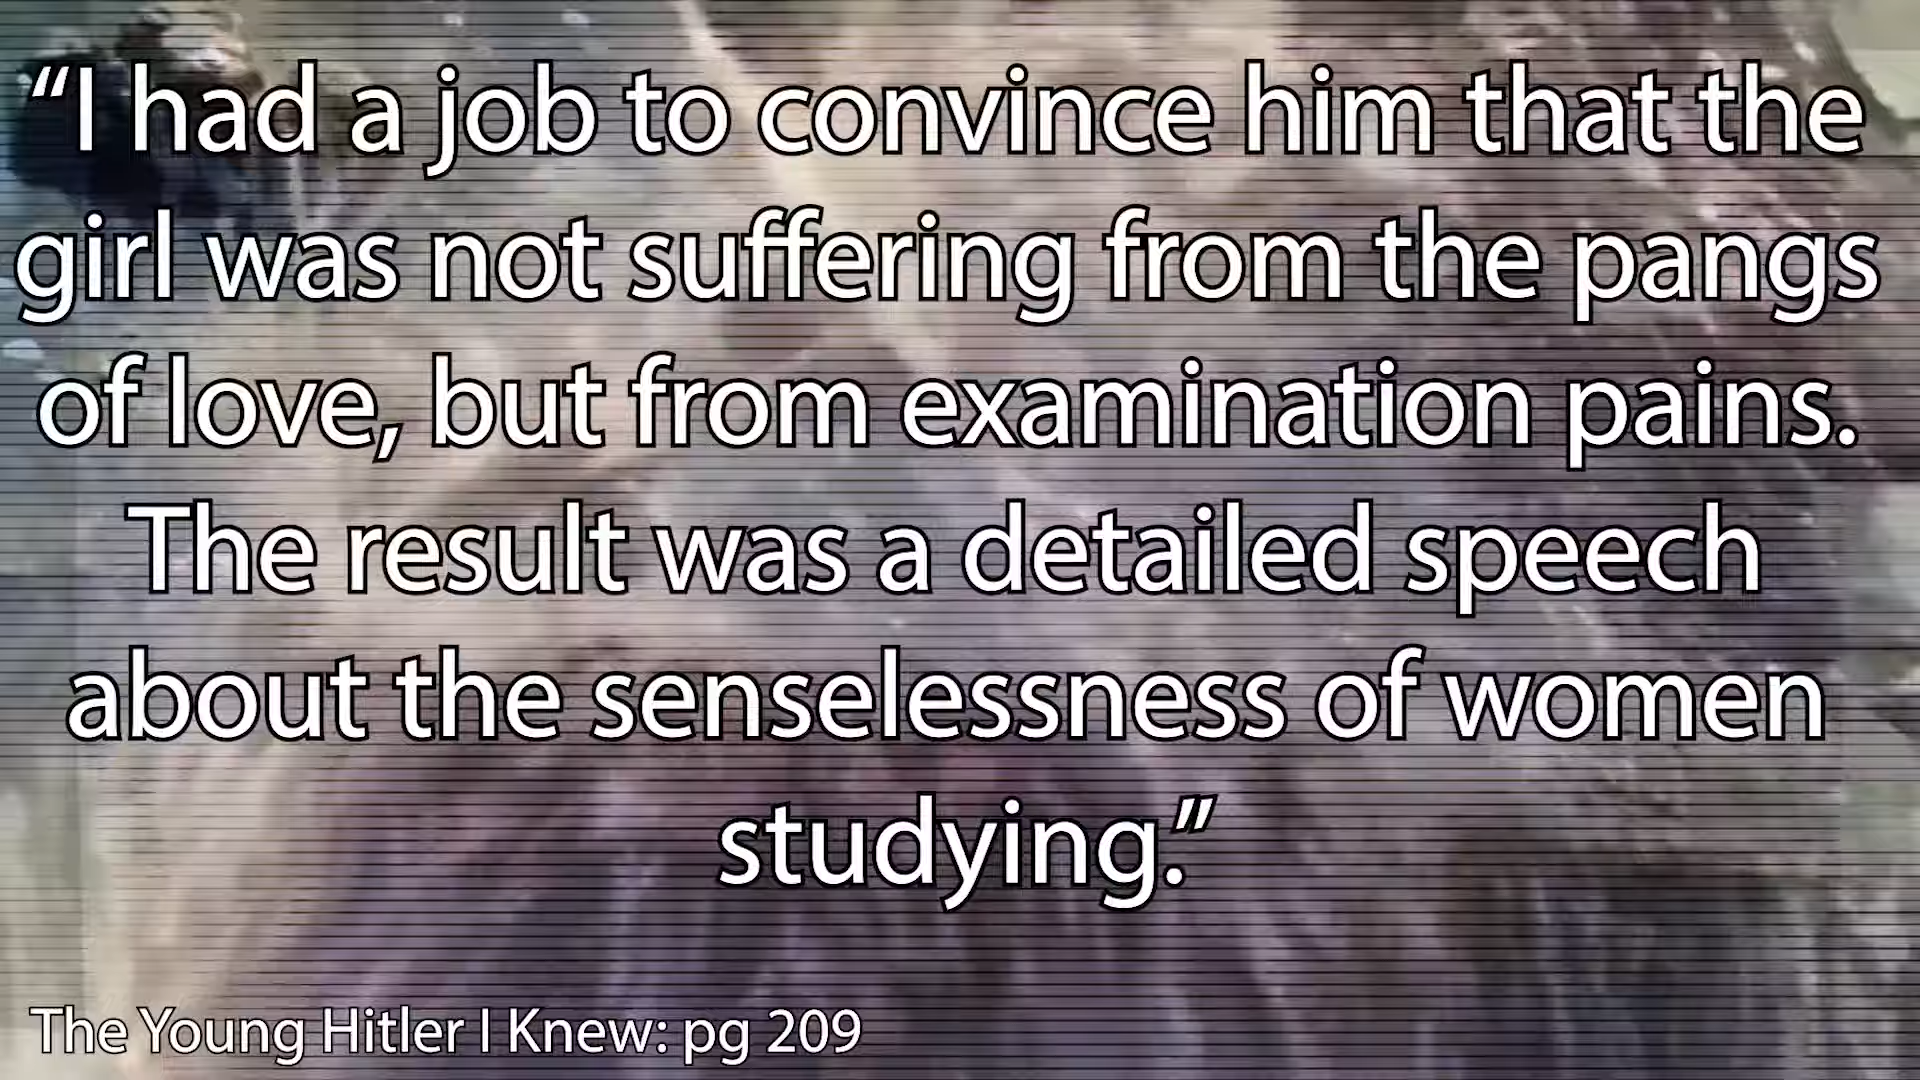 “I had a job to convince him that the
girl was not suffering from the pangs
of love, but from examination pains.
The result was a detailed speech
about the senselessness of women
studying.”
The Young Hitler I Knew: pg 209